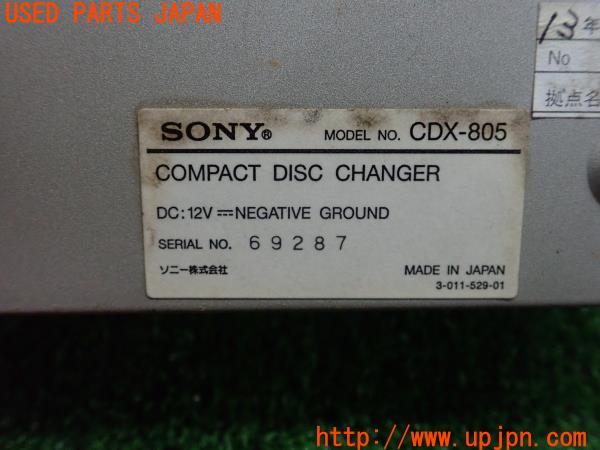 USED PARTS JAPAN
13年
No
拠点名
SONY® MODEL NO. CDX-805
COMPACT DISC CHANGER
DC:12V⎓NEGATIVE GROUND
SERIAL NO. 69287
ソニー株式会社 MADE IN JAPAN
3-011-529-01
http://www.upjpn.com/